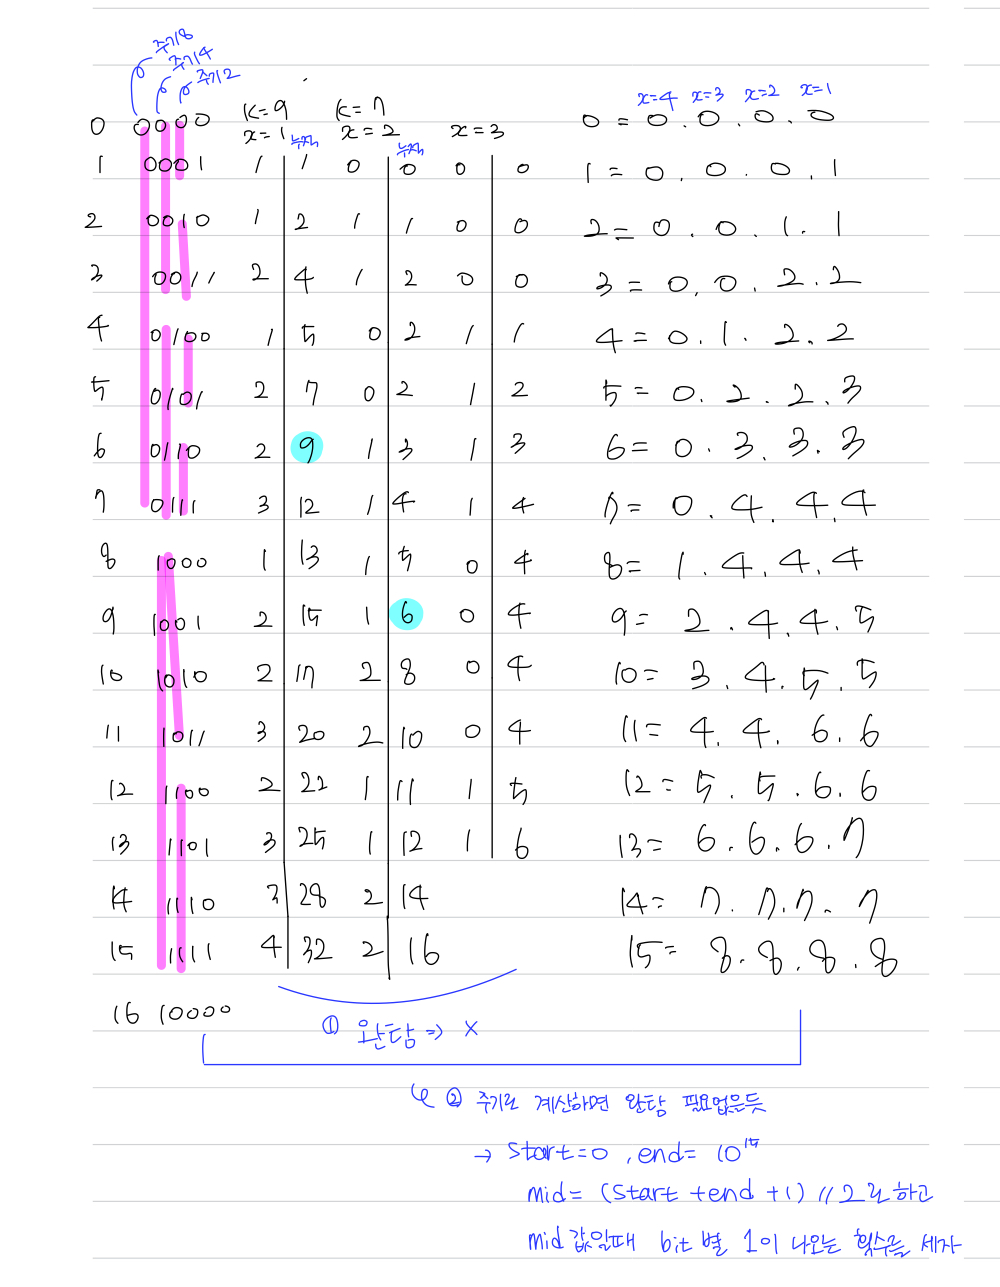 주기8
주기4
주기2
K=9 K=7
x=4 x=3 x=2 x=1
0 0000 0 = 0.0.0.0
x=1 누적 x=2 누적 x=3
1 0001 1 1 0 0 0 0 1 = 0.0.0.1
2 0010 1 2 1 1 0 0 2= 0.0.1.1
3 0011 2 4 1 2 0 0 3 = 0.0.2.2
4 0100 1 5 0 2 1 1 4 = 0.1.2.2
5 0101 2 7 0 2 1 2 5 = 0.2.2.3
6 0110 2 9 1 3 1 3 6= 0.3.3.3
7 0111 3 12 1 4 1 4 7= 0.4.4.4
8 1000 1 13 1 5 0 4 8= 1.4.4.4
9 1001 2 15 1 6 0 4 9= 2.4.4.5
10 1010 2 17 2 8 0 4 10= 3.4.5.5
11 1011 3 20 2 10 0 4 11= 4.4.6.6
12 1100 2 22 1 11 1 5 12= 5.5.6.6
13 1101 3 25 1 12 1 6 13= 6.6.6.7
14 1110 3 28 2 14 14= 7.7.7.7
15 1111 4 32 2 16 15= 8.8.8.8
16 10000
① 완탐 => x
② 주기로 계산하면 완탐 필요없은듯
→ start=0, end= 10¹⁵
mid= (start +end +1) //2로 하고
mid 값일때 bit 별 1이 나오는 횟수를 세자